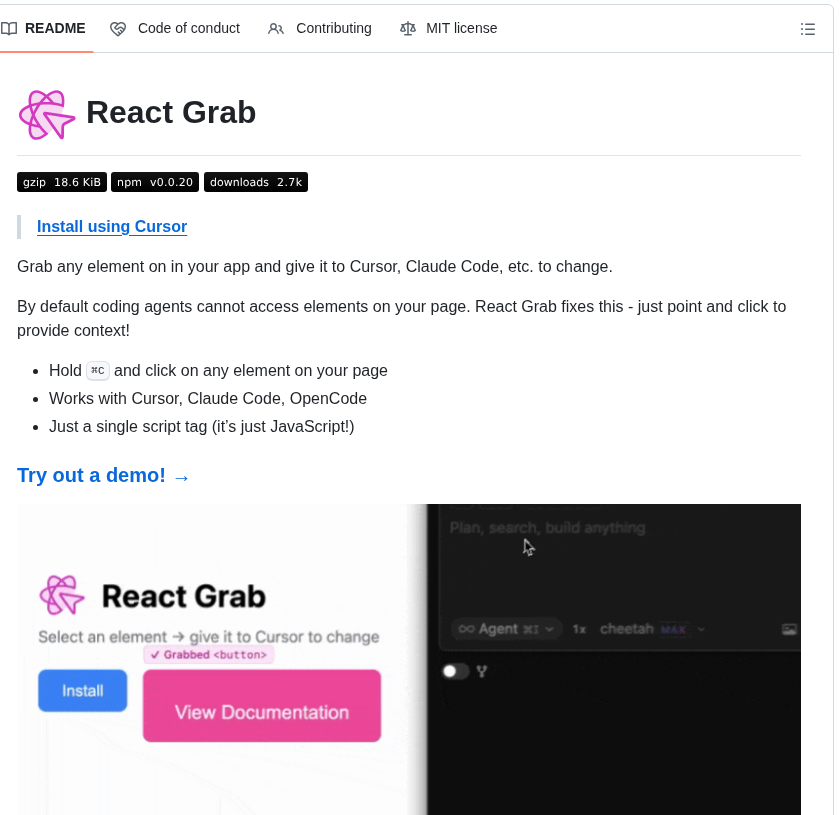 README
Code of conduct
Contributing
MIT license
React Grab
gzip 18.6 KiB
npm v0.0.20
downloads 2.7k
Install using Cursor
Grab any element on in your app and give it to Cursor, Claude Code, etc. to change.
By default coding agents cannot access elements on your page. React Grab fixes this - just point and click to
provide context!
Hold ⌘C and click on any element on your page
Works with Cursor, Claude Code, OpenCode
Just a single script tag (it’s just JavaScript!)
Try out a demo! →
Plan, search, build anything
React Grab
Select an element → give it to Cursor to change
✓ Grabbed <button>
Install
View Documentation
∞ Agent ⌘I
1x
cheetah MAX